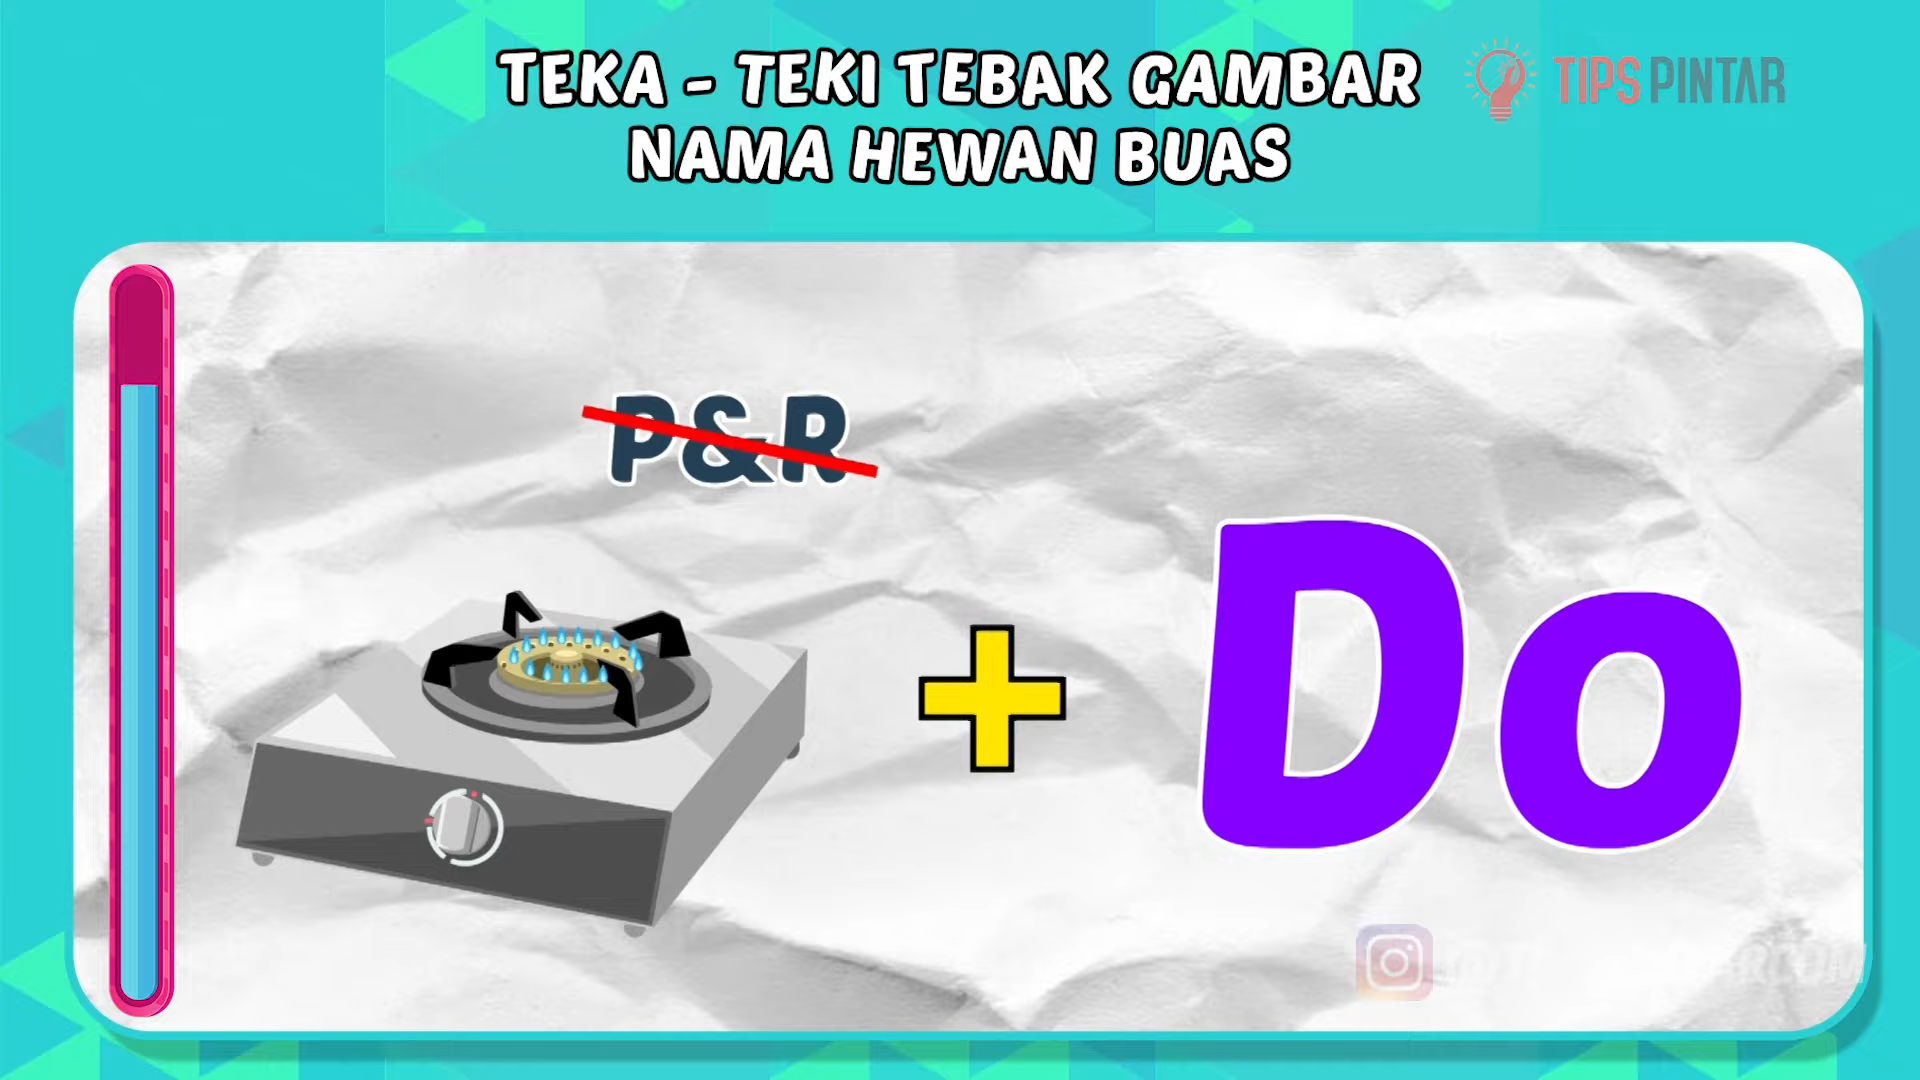 TEKA - TEKI TEBAK GAMBAR
NAMA HEWAN BUAS
TIPS PINTAR
P&R
Do